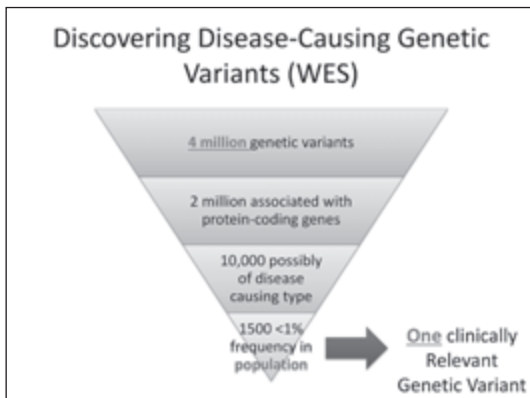 Discovering Disease-Causing Genetic
Variants (WES)
4 million genetic variants
2 million associated with
protein-coding genes
10,000 possibly
of disease
causing type
1500 <1%
frequency in
population
One clinically
Relevant
Genetic Variant